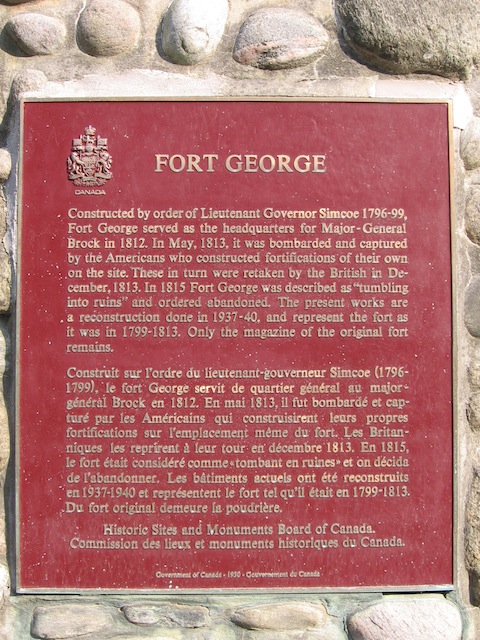 CANADA
FORT GEORGE
Constructed by order of Lieutenant Governor Simcoe 1796-99,
Fort George served as the headquarters for Major-General
Brock in 1812. In May, 1813, it was bombarded and captured
by the Americans who constructed fortifications of their own
on the site. These in turn were retaken by the British in De-
cember, 1813. In 1815 Fort George was described as "tumbling
into ruins" and ordered abandoned. The present works are
a reconstruction done in 1937-40, and represent the fort as
it was in 1799-1813. Only the magazine of the original fort
remains.
Construit sur l'ordre du lieutenant-gouverneur Simcoe (1796-
1799), le fort George servit de quartier général au major-
général Brock en 1812. En mai 1813, il fut bombardé et cap-
turé par les Américains qui construisirent leurs propres
fortifications sur l'emplacement même du fort. Les Britan-
niques les reprirent à leur tour en décembre 1813. En 1815,
le fort était considéré comme «tombant en ruines» et on décida
de l'abandonner. Les bâtiments actuels ont été reconstruits
en 1937-1940 et représentent le fort tel qu'il était en 1799-1813.
Du fort original demeure la poudrière.
Historic Sites and Monuments Board of Canada.
Commission des lieux et monuments historiques du Canada.
Government of Canada - 1980 - Gouvernement du Canada